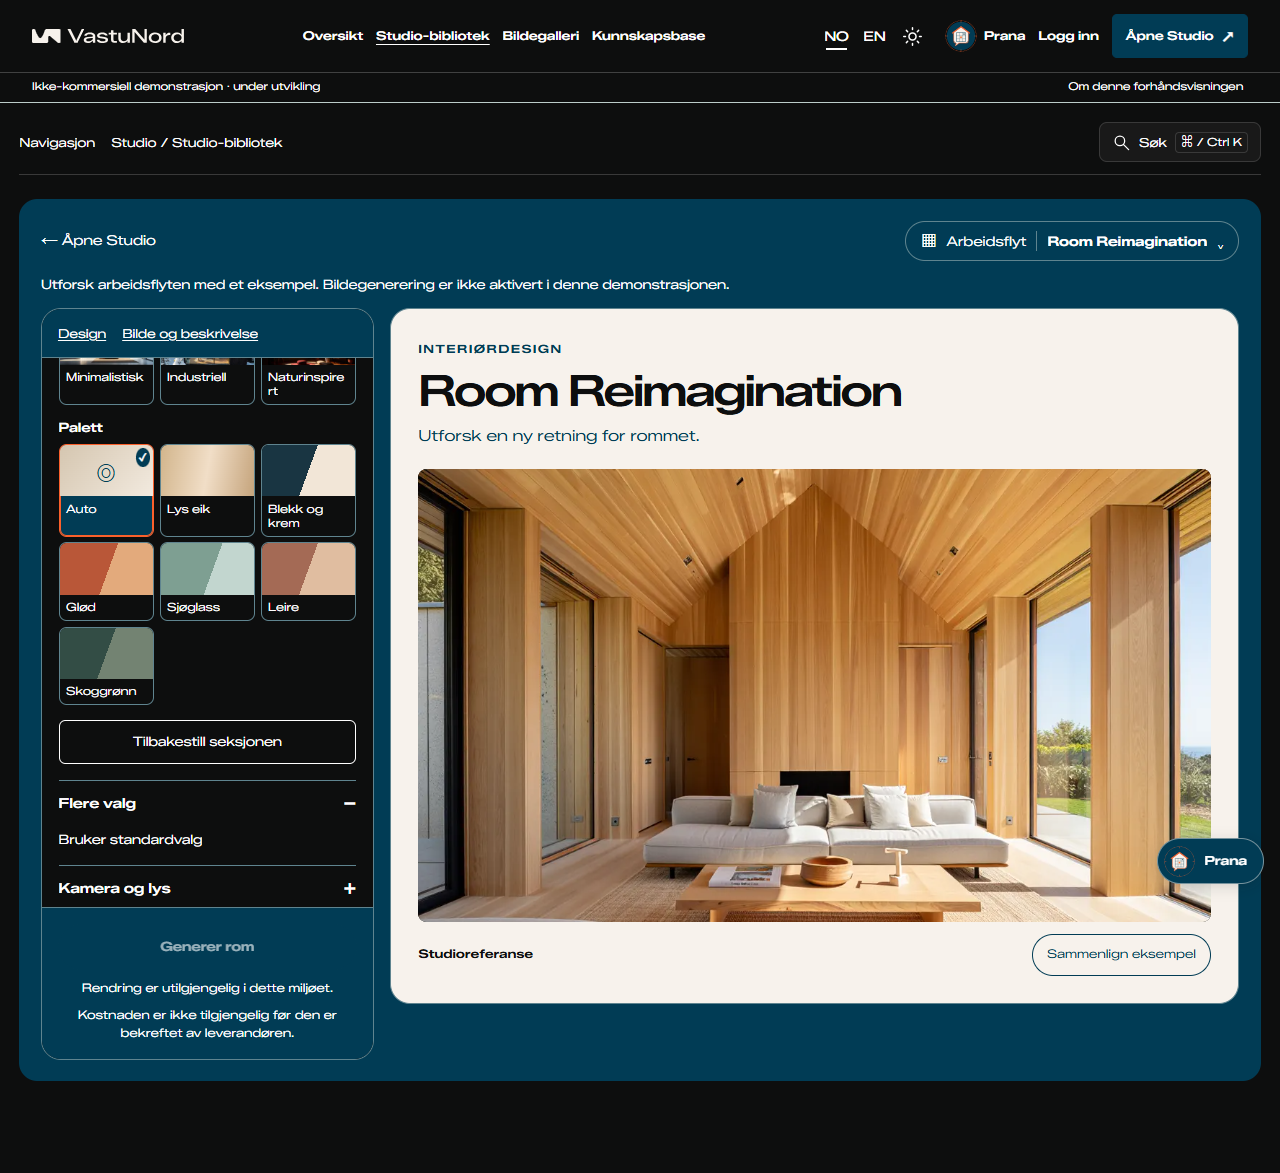 VastuNord
Oversikt Studio-bibliotek Bildegalleri Kunnskapsbase
NO EN
Prana Logg inn Åpne Studio ↗
Ikke-kommersiell demonstrasjon · under utvikling
Om denne forhåndsvisningen
Navigasjon Studio / Studio-bibliotek
Søk ⌘ / Ctrl K
← Åpne Studio
Arbeidsflyt Room Reimagination
Utforsk arbeidsflyten med et eksempel. Bildegenerering er ikke aktivert i denne demonstrasjonen.
Design Bilde og beskrivelse
Minimalistisk Industriell Naturinspire
rt
Palett
Auto Lys eik Blekk og
krem
Glød Sjøglass Leire
Skoggrønn
Tilbakestill seksjonen
Flere valg −
Bruker standardvalg
Kamera og lys +
Generer rom
Rendring er utilgjengelig i dette miljøet.
Kostnaden er ikke tilgjengelig før den er
bekreftet av leverandøren.
INTERIØRDESIGN
Room Reimagination
Utforsk en ny retning for rommet.
Studioreferanse
Sammenlign eksempel
Prana